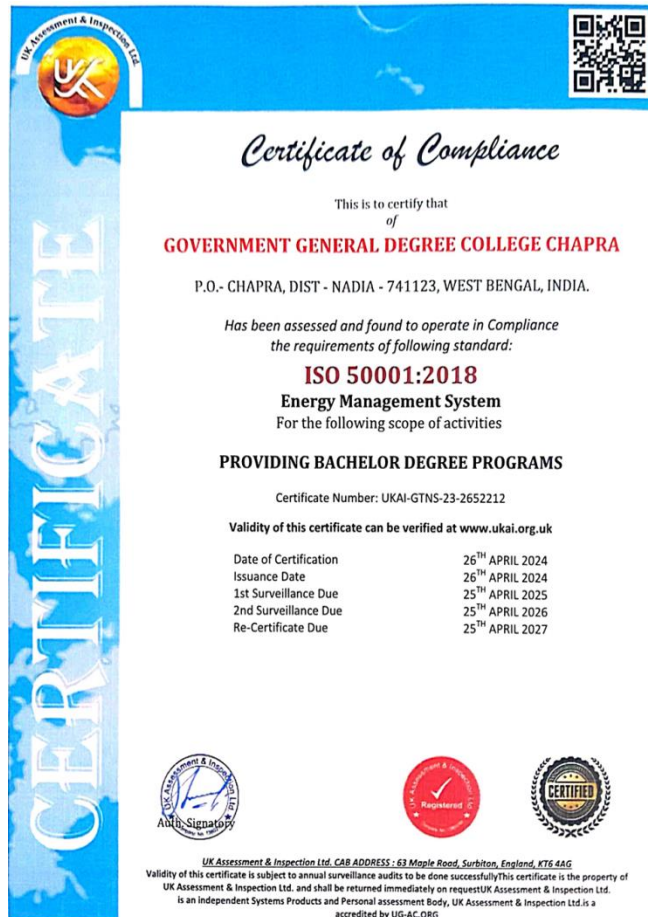 UK Assessment & Inspection Ltd.
UK
Certificate of Compliance
This is to certify that
of
GOVERNMENT GENERAL DEGREE COLLEGE CHAPRA
P.O.- CHAPRA, DIST - NADIA - 741123, WEST BENGAL, INDIA.
Has been assessed and found to operate in Compliance
the requirements of following standard:
ISO 50001:2018
Energy Management System
For the following scope of activities
PROVIDING BACHELOR DEGREE PROGRAMS
Certificate Number: UKAI-GTNS-23-2652212
Validity of this certificate can be verified at www.ukai.org.uk
Date of Certification 26TH APRIL 2024
Issuance Date 26TH APRIL 2024
1st Surveillance Due 25TH APRIL 2025
2nd Surveillance Due 25TH APRIL 2026
Re-Certificate Due 25TH APRIL 2027
CERTIFICATE
UK Assessment & Inspection Ltd
Auth. Signatory
UK Assessment & Inspection Ltd
Registered
CERTIFIED
UK Assessment & Inspection Ltd. CAB ADDRESS : 63 Maple Road, Surbiton, England, KT6 4AG
Validity of this certificate is subject to annual surveillance audits to be done successfullyThis certificate is the property of
UK Assessment & Inspection Ltd. and shall be returned immediately on requestUK Assessment & Inspection Ltd.
is an independent Systems Products and Personal assessment Body, UK Assessment & Inspection Ltd.is a
accredited by UG-AC.ORG